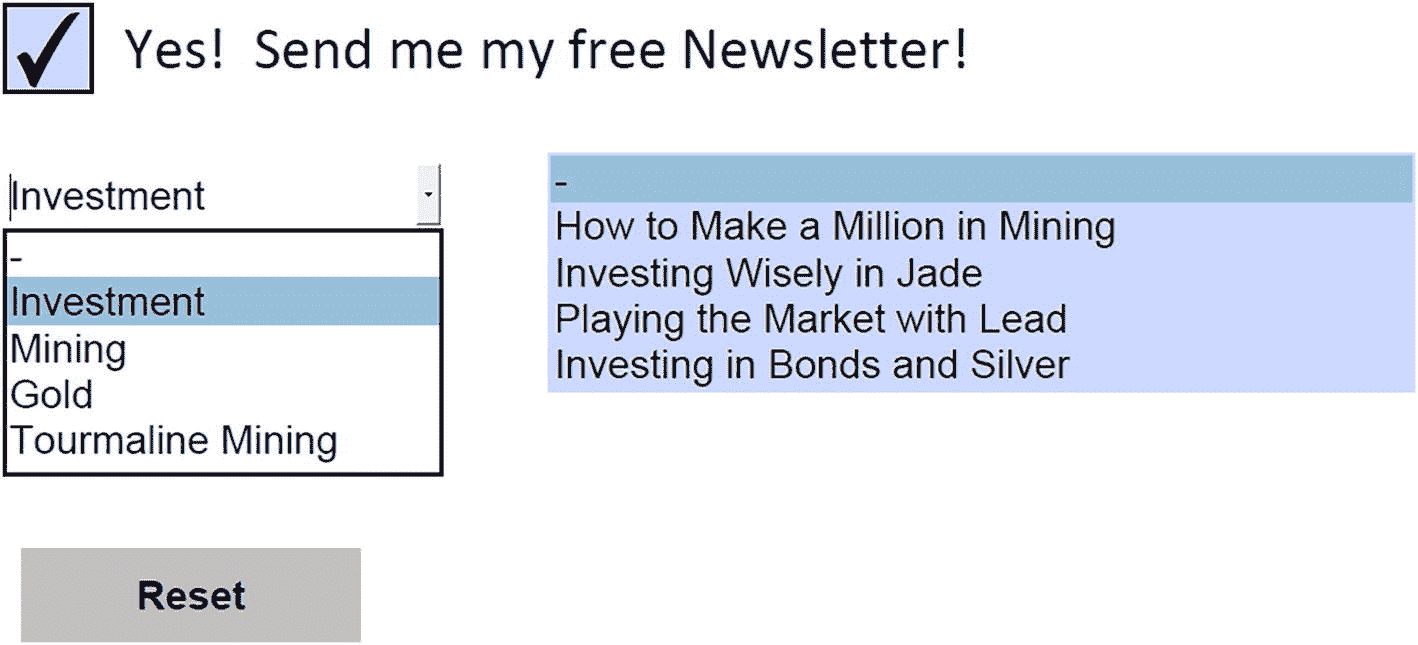 Yes! Send me my free Newsletter!
Investment
-
Investment
Mining
Gold
Tourmaline Mining
-
How to Make a Million in Mining
Investing Wisely in Jade
Playing the Market with Lead
Investing in Bonds and Silver
Reset